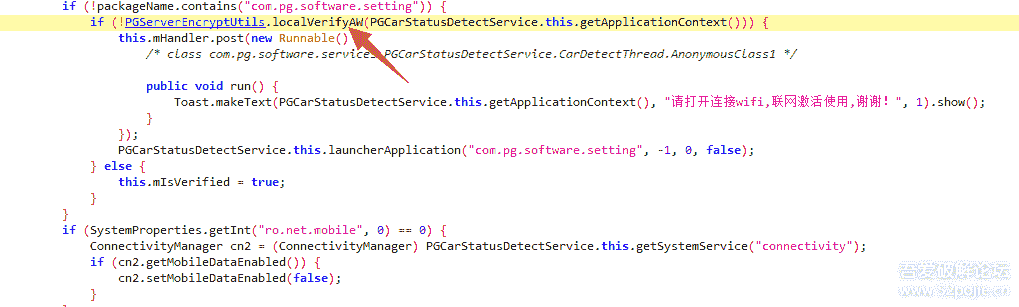 if (!packageName.contains("com.pg.software.setting")) {
if (!PGServerEncryptUtils.localVerifyAW(PGCarStatusDetectService.this.getApplicationContext())) {
this.mHandler.post(new Runnable()
/* class com.pg.software.services.PGCarStatusDetectService.CarDetectThread.AnonymousClass1 */
public void run() {
Toast.makeText(PGCarStatusDetectService.this.getApplicationContext(), "请打开连接wifi,联网激活使用,谢谢! ", 1).show();
}
});
PGCarStatusDetectService.this.launcherApplication("com.pg.software.setting", -1, 0, false);
} else {
this.mIsVerified = true;
}
}
if (SystemProperties.getInt("ro.net.mobile", 0) == 0) {
ConnectivityManager cn2 = (ConnectivityManager) PGCarStatusDetectService.this.getSystemService("connectivity");
if (cn2.getMobileDataEnabled()) {
cn2.setMobileDataEnabled(false);
}
}
吾爱破解论坛
www.52pojie.cn